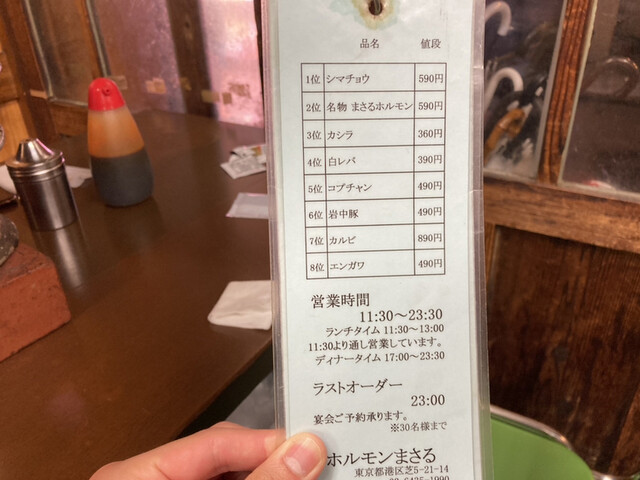 品名 値段
1位 シマチョウ 590円
2位 名物 まさるホルモン 590円
3位 カシラ 360円
4位 白レバ 390円
5位 コプチャン 490円
6位 岩中豚 490円
7位 カルビ 890円
8位 エンガワ 490円
営業時間
11:30～23:30
ランチタイム 11:30～13:00
11:30より通し営業しています。
ディナータイム 17:00～23:30
ラストオーダー
23:00
宴会ご予約承ります。
※30名様まで
ホルモンまさる
東京都港区芝5-21-14